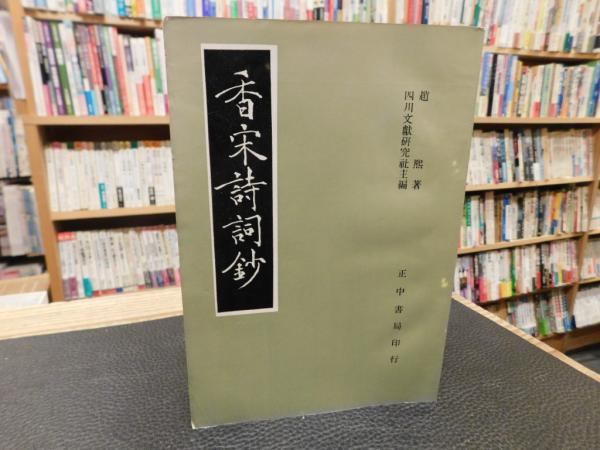 香宋詩詞鈔
趙熙著
四川文獻研究社主編
正中書局印行